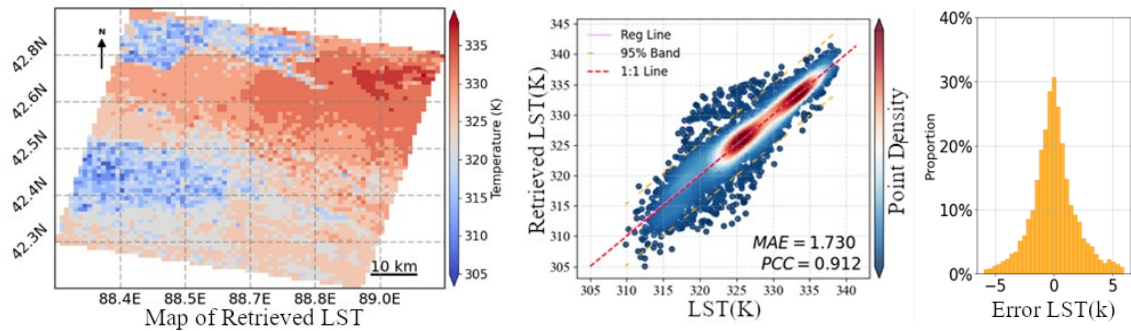 N
42.8N
42.6N
42.5N
42.4N
42.3N
88.4E 88.5E 88.7E 88.8E 89.0E
10 km
Map of Retrieved LST
335
330
325
320
315
310
305
Temperature (K)
345
340
335
330
325
320
315
310
305
Retrieved LST(K)
Reg Line
95% Band
1:1 Line
MAE = 1.730
PCC = 0.912
305 310 315 320 325 330 335 340
LST(K)
Point Density
40%
30%
20%
10%
0%
Proportion
−5 0 5
Error LST(k)